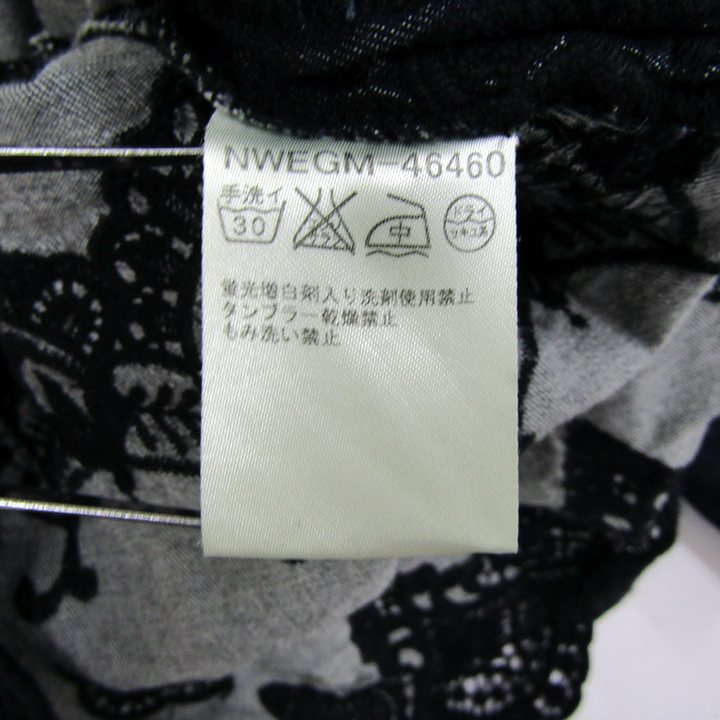 NWEGM-46460
手洗イ
30
中
ドライ
セキユ系
蛍光増白剤入り洗剤使用禁止
タンブラー乾燥禁止
もみ洗い禁止